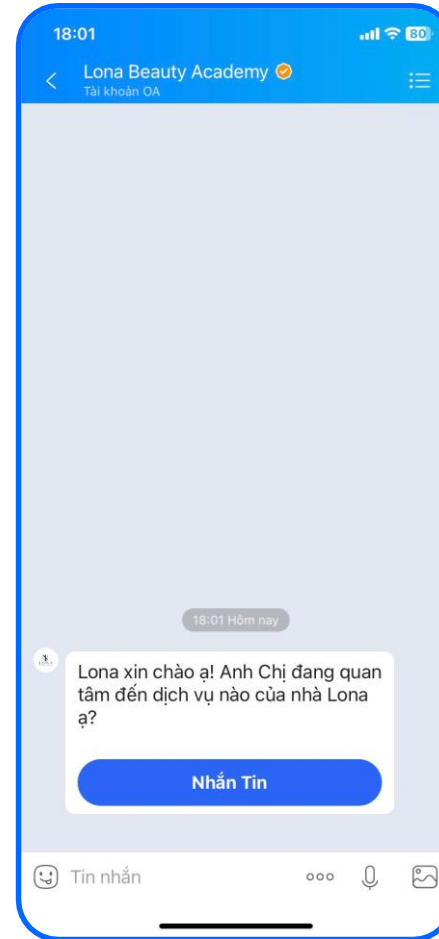 18:01
80
Lona Beauty Academy
Tài khoản OA
18:01 Hôm nay
LONA
Lona xin chào ạ! Anh Chị đang quan
tâm đến dịch vụ nào của nhà Lona
ạ?
Nhắn Tin
Tin nhắn